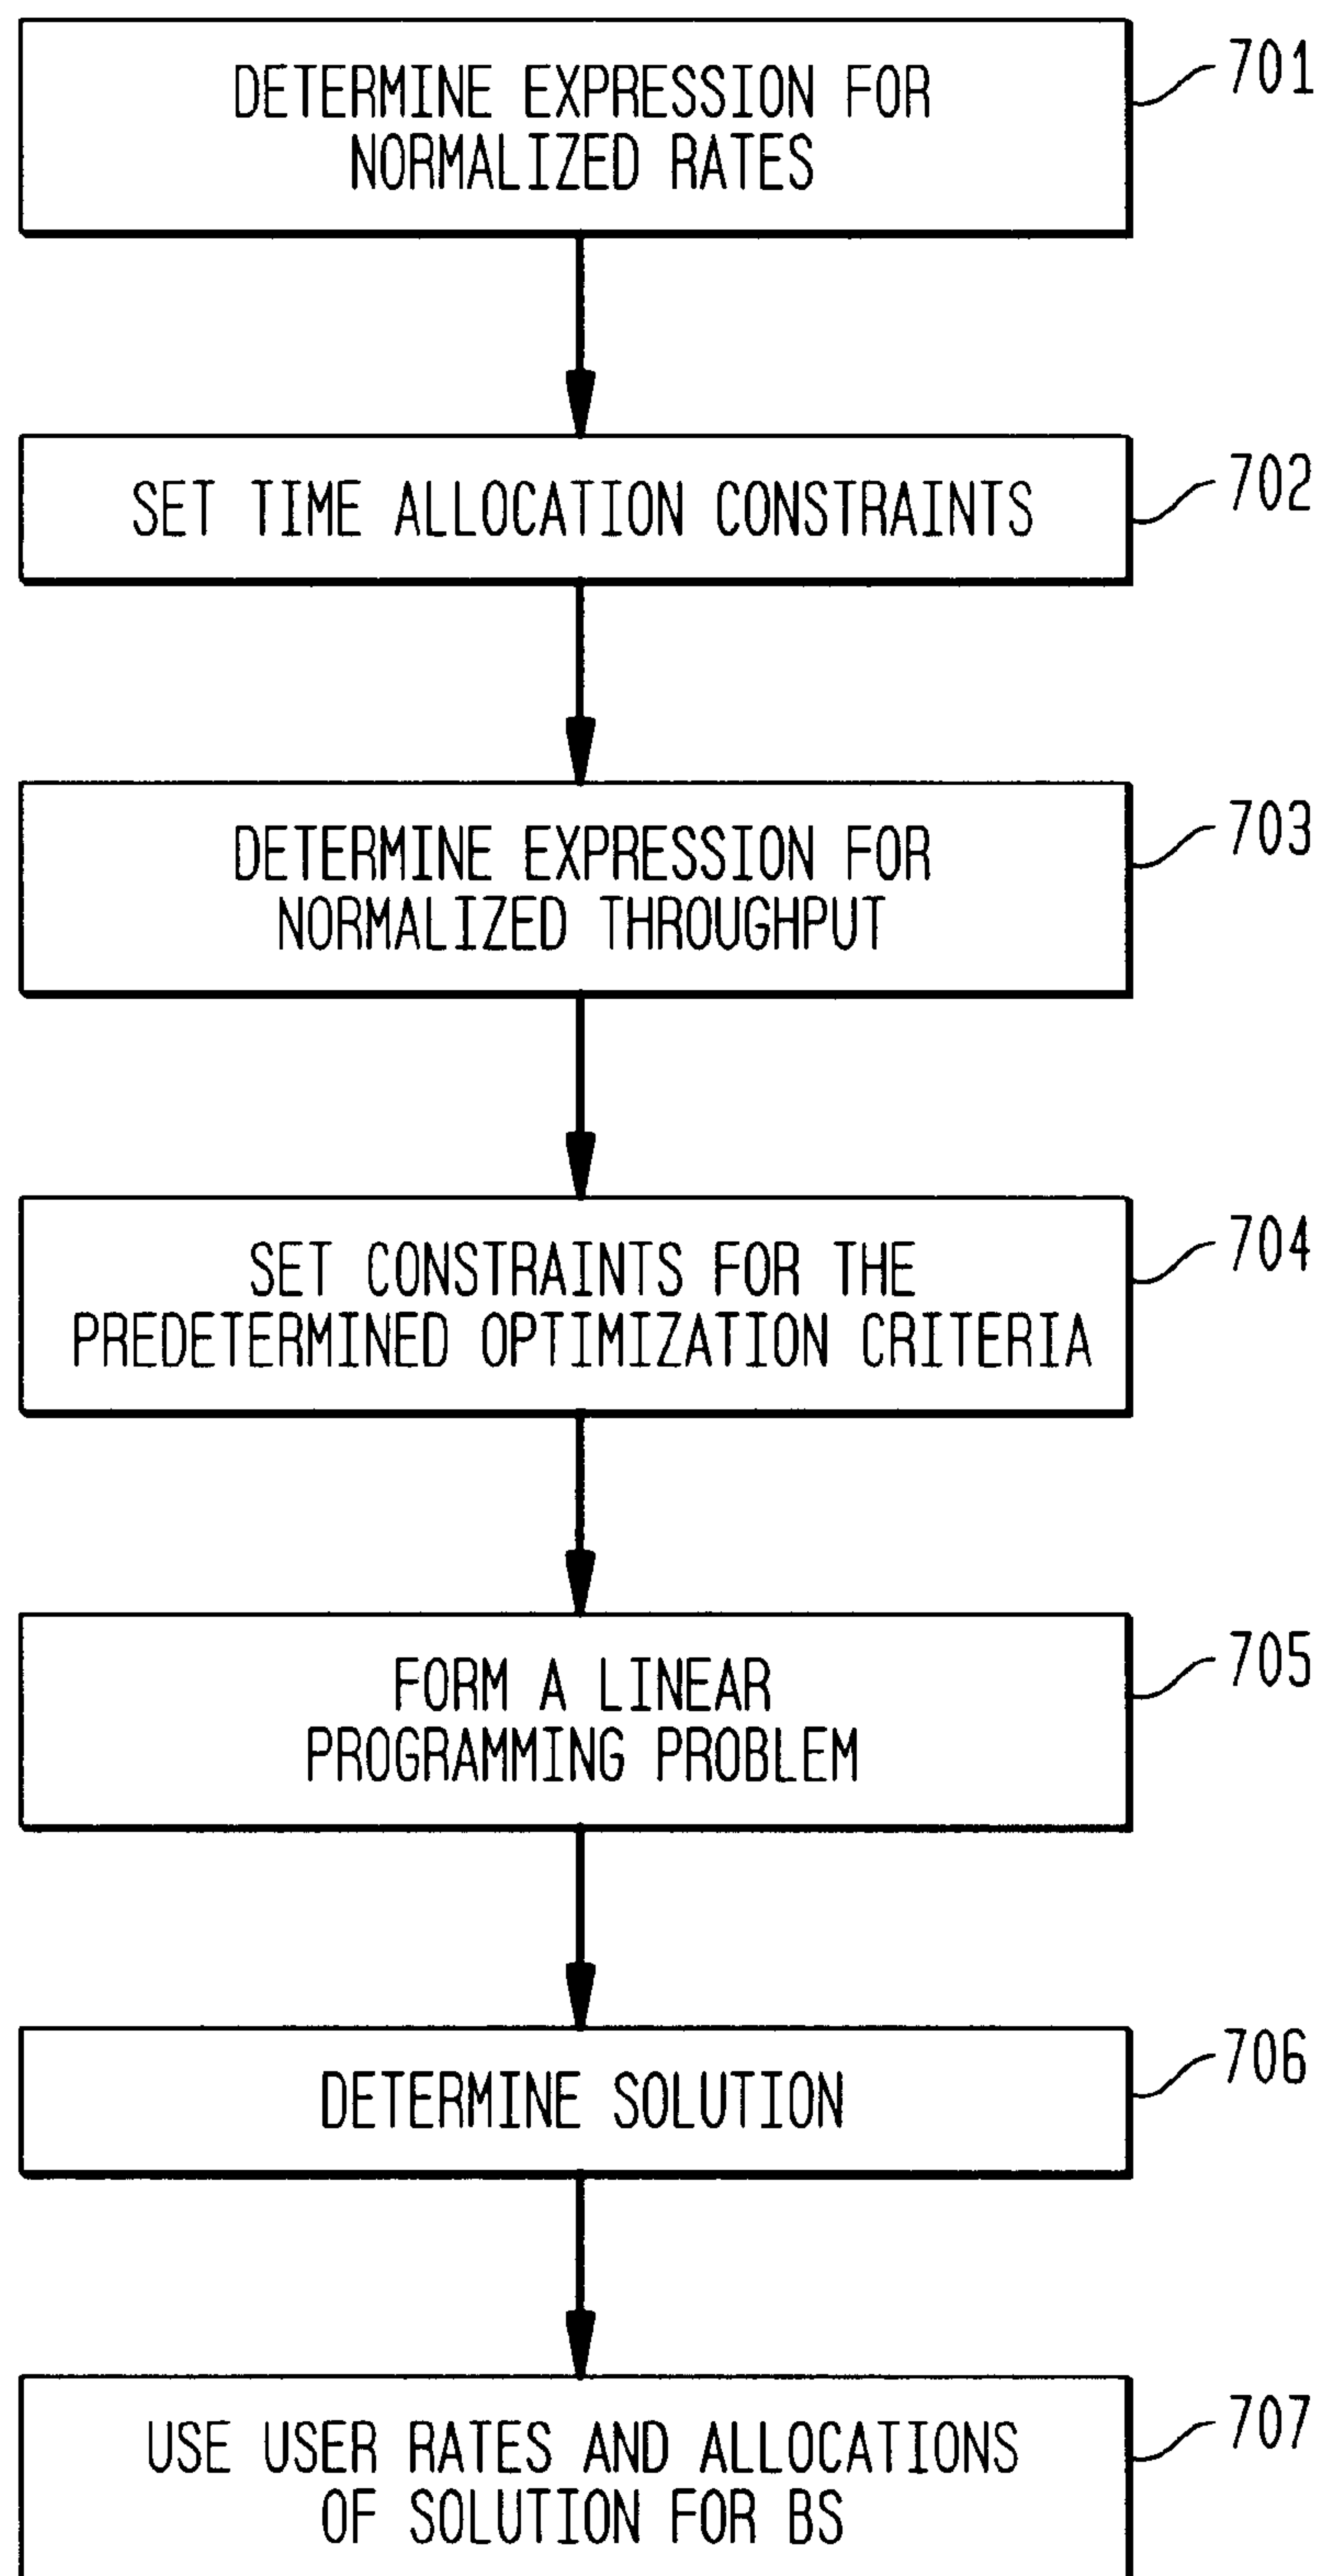 DETERMINE EXPRESSION FOR
NORMALIZED RATES
701
SET TIME ALLOCATION CONSTRAINTS
702
DETERMINE EXPRESSION FOR
NORMALIZED THROUGHPUT
703
SET CONSTRAINTS FOR THE
PREDETERMINED OPTIMIZATION CRITERIA
704
FORM A LINEAR
PROGRAMMING PROBLEM
705
DETERMINE SOLUTION
706
USE USER RATES AND ALLOCATIONS
OF SOLUTION FOR BS
707